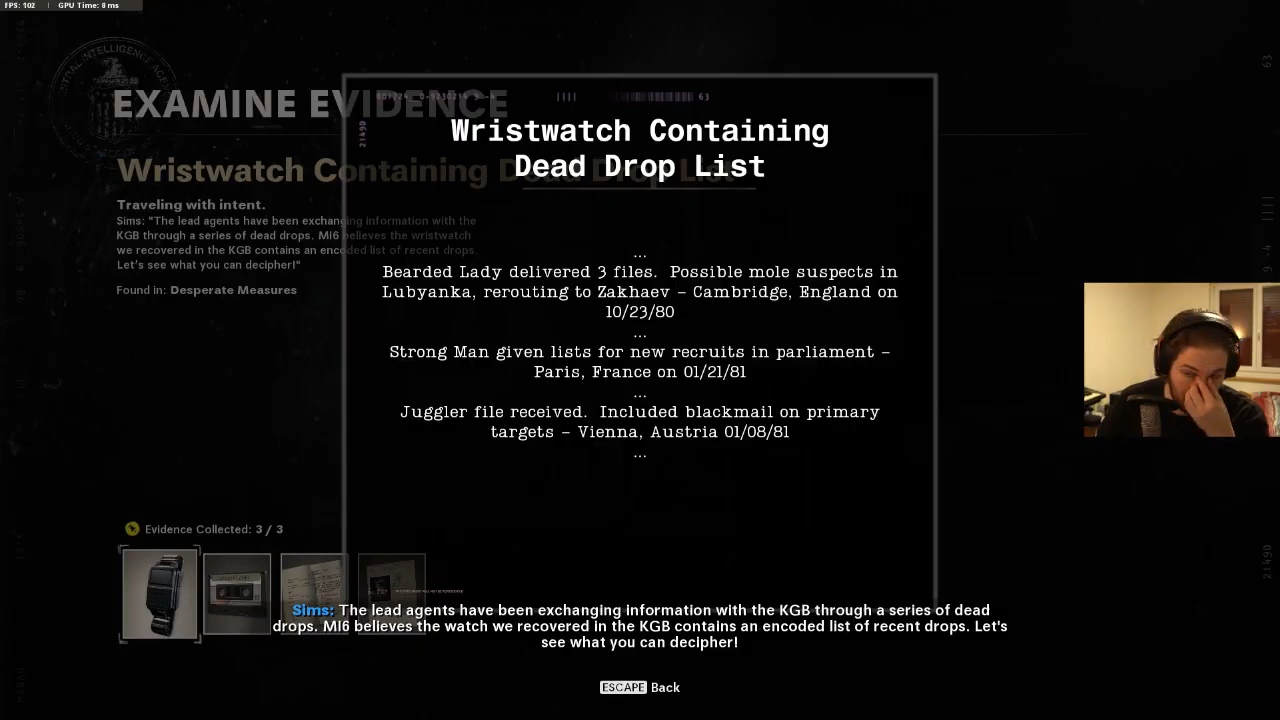 FPS: 102 | GPU Time: 8 ms
EXAMINE EVIDENCE
63
21490
Wristwatch Containing
Dead Drop List
Wristwatch Containing Dead Drop List
Traveling with intent.
Sims: "The lead agents have been exchanging information with the
KGB through a series of dead drops. MI6 believes the wristwatch
we recovered in the KGB contains an encoded list of recent drops.
Let's see what you can decipher!"
Found in: Desperate Measures
...
Bearded Lady delivered 3 files. Possible mole suspects in
Lubyanka, rerouting to Zakhaev – Cambridge, England on
10/23/80
...
Strong Man given lists for new recruits in parliament –
Paris, France on 01/21/81
...
Juggler file received. Included blackmail on primary
targets – Vienna, Austria 01/08/81
...
Evidence Collected: 3 / 3
Sims: The lead agents have been exchanging information with the KGB through a series of dead
drops. MI6 believes the watch we recovered in the KGB contains an encoded list of recent drops. Let's
see what you can decipher!
ESCAPE Back
63
21490